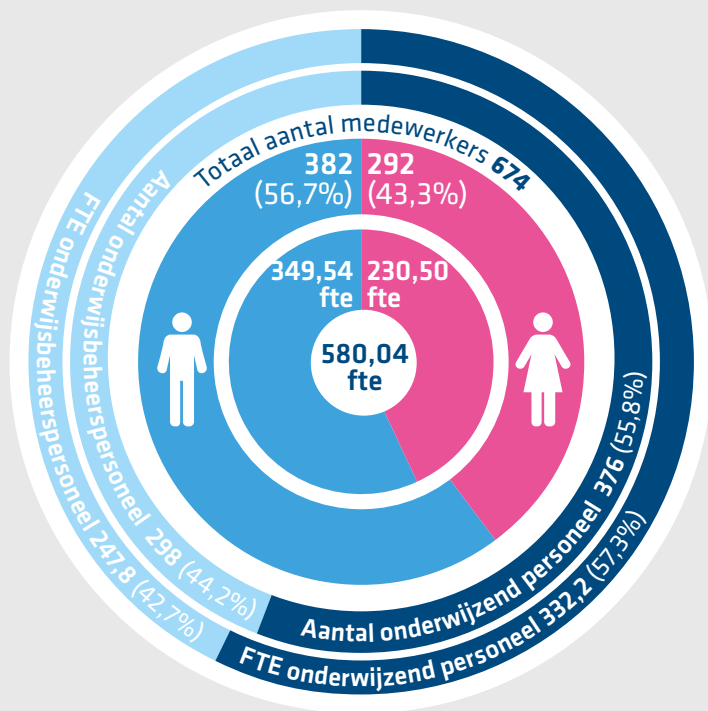 Totaal aantal medewerkers 674
382
(56,7%)
292
(43,3%)
349,54
fte
230,50
fte
580,04
fte
Aantal onderwijsbeheerspersoneel 298 (44,2%)
FTE onderwijsbeheerspersoneel 247,8 (42,7%)
Aantal onderwijzend personeel 376 (55,8%)
FTE onderwijzend personeel 332,2 (57,3%)